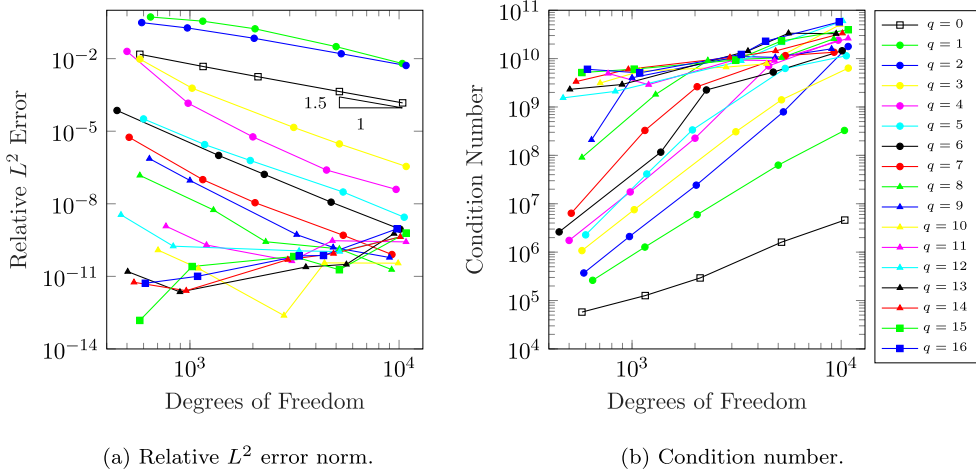 10^{-2}
10^{-5}
10^{-8}
10^{-11}
10^{-14}
10^3
10^4
Relative L^2 Error
Degrees of Freedom
1.5
1
(a) Relative L^2 error norm.
10^{11}
10^{10}
10^9
10^8
10^7
10^6
10^5
10^4
10^3
10^4
Condition Number
Degrees of Freedom
(b) Condition number.
q = 0
q = 1
q = 2
q = 3
q = 4
q = 5
q = 6
q = 7
q = 8
q = 9
q = 10
q = 11
q = 12
q = 13
q = 14
q = 15
q = 16